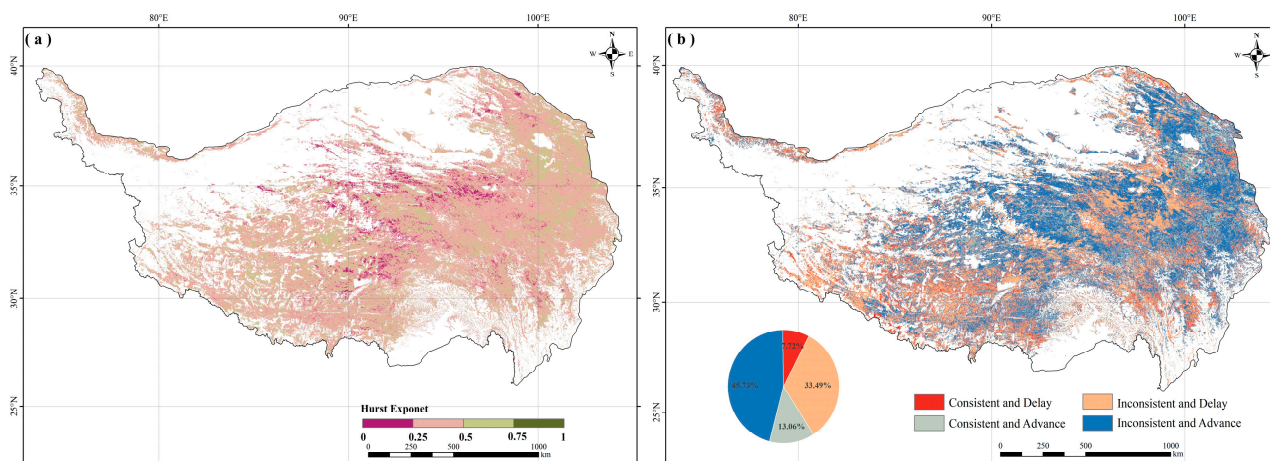 ( a )
80°E
90°E
100°E
N
W E
S
40°N
35°N
30°N
25°N
Hurst Exponet
0 0.25 0.5 0.75 1
0 250 500 1000
km
( b )
80°E
90°E
100°E
N
W E
S
40°N
35°N
30°N
25°N
7.72%
33.49%
13.06%
45.73%
Consistent and Delay
Inconsistent and Delay
Consistent and Advance
Inconsistent and Advance
0 250 500 1000
km